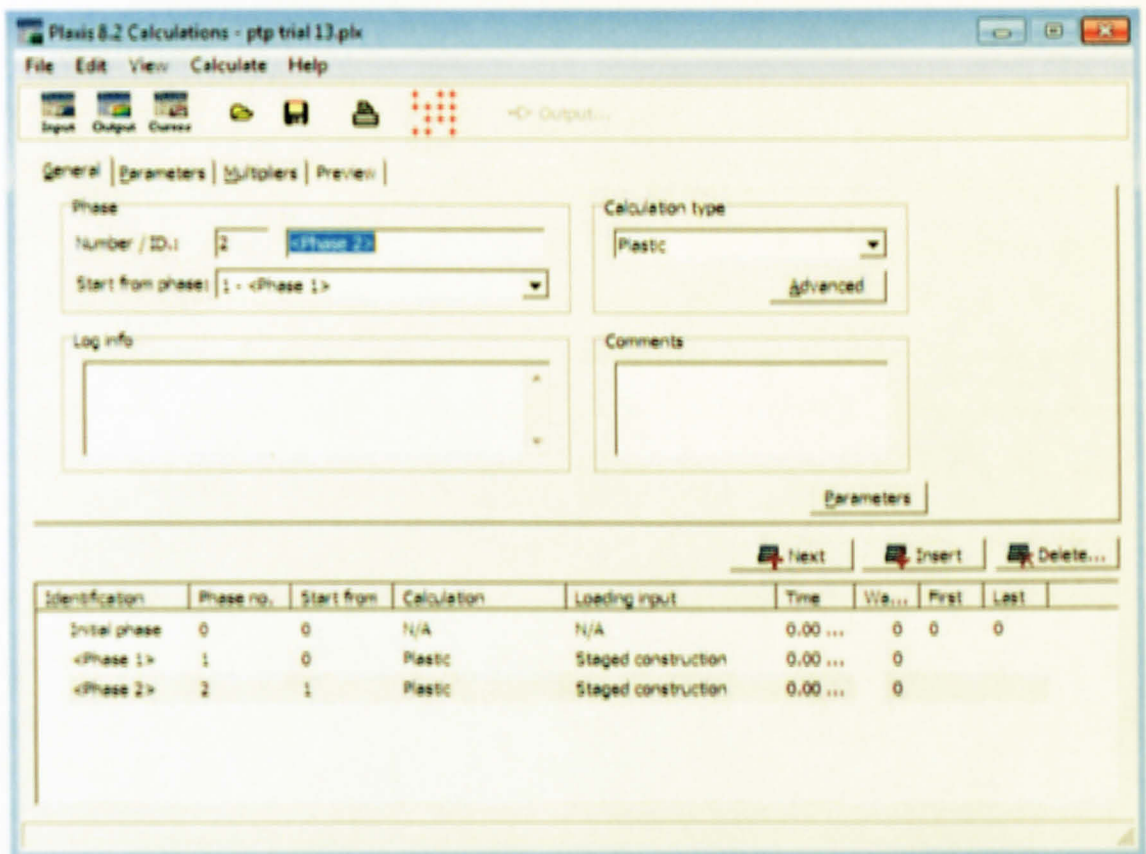 Plaxis 8.2 Calculations - ptp trial 13.plx
File Edit View Calculate Help
Input Output Curves Output...
General Parameters Multipliers Preview
Phase
Number / ID.: 2 <Phase 2>
Start from phase: 1 - <Phase 1>
Calculation type
Plastic
Advanced
Log info
Comments
Parameters
Next Insert Delete...
Identification Phase no. Start from Calculation Loading input Time Wa... First Last
Initial phase 0 0 N/A N/A 0.00 ... 0 0 0
<Phase 1> 1 0 Plastic Staged construction 0.00 ... 0
<Phase 2> 2 1 Plastic Staged construction 0.00 ... 0